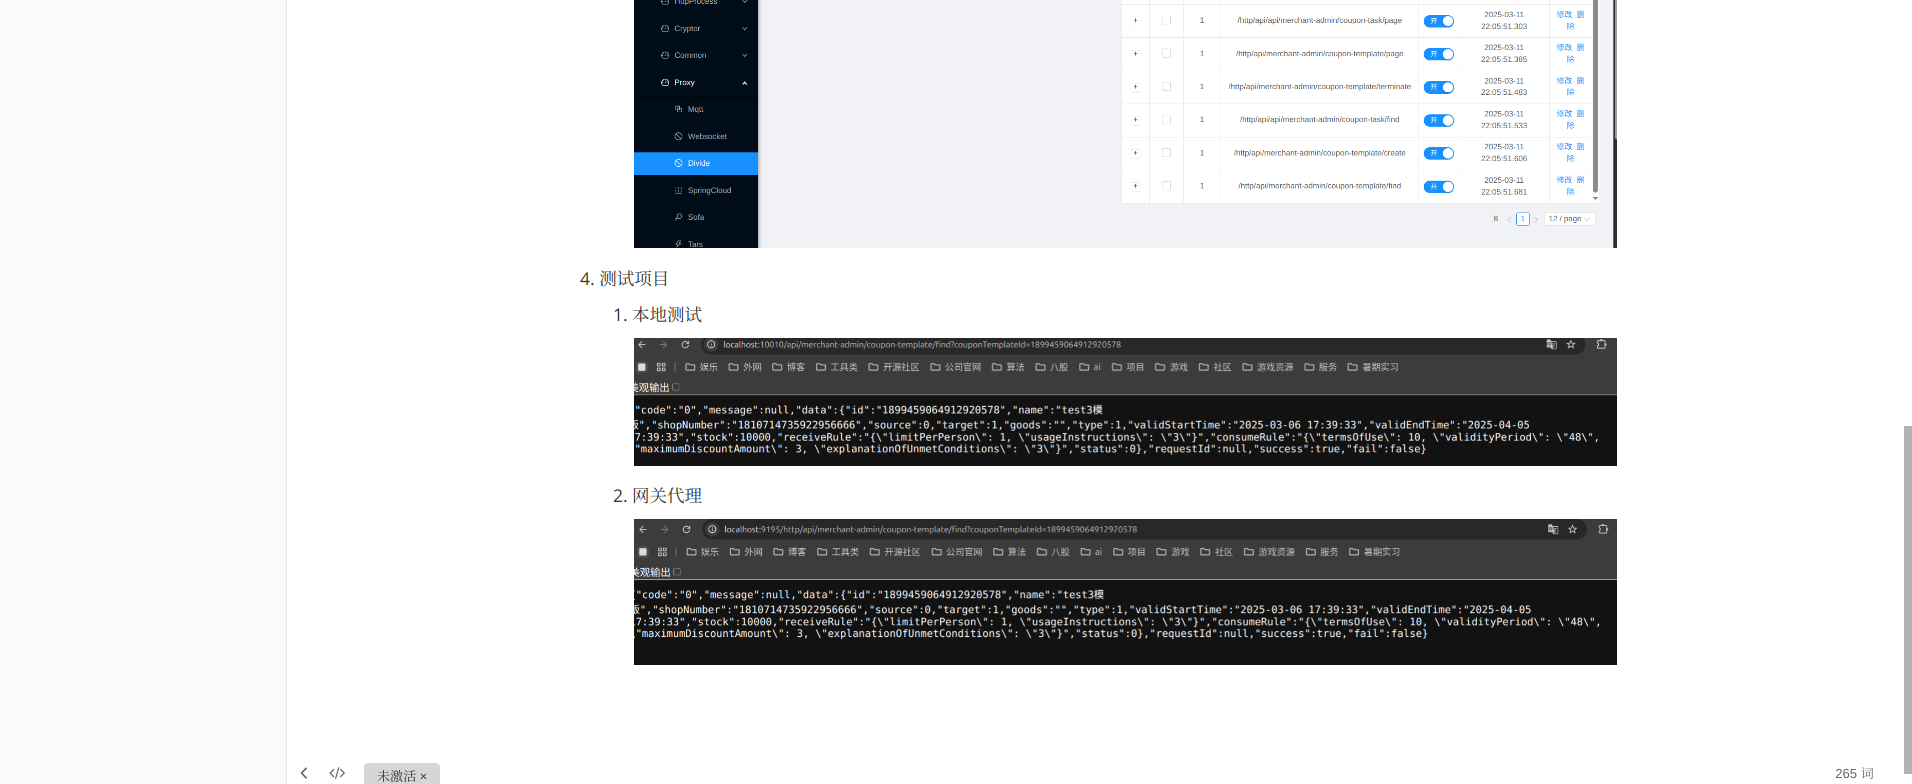 HttpProcess
Cryptor
Common
Proxy
Mqtt
Websocket
Divide
SpringCloud
Sofa
Tars
+ 1 /http/api/api/merchant-admin/coupon-task/page 开 2025-03-11 22:05:51.303 修改 删除
+ 1 /http/api/merchant-admin/coupon-template/page 开 2025-03-11 22:05:51.385 修改 删除
+ 1 /http/api/merchant-admin/coupon-template/terminate 开 2025-03-11 22:05:51.483 修改 删除
+ 1 /http/api/api/merchant-admin/coupon-task/find 开 2025-03-11 22:05:51.533 修改 删除
+ 1 /http/api/merchant-admin/coupon-template/create 开 2025-03-11 22:05:51.606 修改 删除
+ 1 /http/api/merchant-admin/coupon-template/find 开 2025-03-11 22:05:51.681 修改 删除
8 < 1 > 12 / page
4. 测试项目
1. 本地测试
localhost:10010/api/merchant-admin/coupon-template/find?couponTemplateId=1899459064912920578
娱乐 外网 博客 工具类 开源社区 公司官网 算法 八股 ai 项目 游戏 社区 游戏资源 服务 暑期实习
美观输出
"code":"0","message":null,"data":{"id":"1899459064912920578","name":"test3模
版","shopNumber":"1810714735922956666","source":0,"target":1,"goods":"","type":1,"validStartTime":"2025-03-06 17:39:33","validEndTime":"2025-04-05
7:39:33","stock":10000,"receiveRule":"{\"limitPerPerson\": 1, \"usageInstructions\": \"3\"}","consumeRule":"{\"termsOfUse\": 10, \"validityPeriod\": \"48\",
"maximumDiscountAmount\": 3, \"explanationOfUnmetConditions\": \"3\"}","status":0},"requestId":null,"success":true,"fail":false}
2. 网关代理
localhost:9195/http/api/merchant-admin/coupon-template/find?couponTemplateId=1899459064912920578
娱乐 外网 博客 工具类 开源社区 公司官网 算法 八股 ai 项目 游戏 社区 游戏资源 服务 暑期实习
美观输出
{"code":"0","message":null,"data":{"id":"1899459064912920578","name":"test3模
版","shopNumber":"1810714735922956666","source":0,"target":1,"goods":"","type":1,"validStartTime":"2025-03-06 17:39:33","validEndTime":"2025-04-05
7:39:33","stock":10000,"receiveRule":"{\"limitPerPerson\": 1, \"usageInstructions\": \"3\"}","consumeRule":"{\"termsOfUse\": 10, \"validityPeriod\": \"48\",
"maximumDiscountAmount\": 3, \"explanationOfUnmetConditions\": \"3\"}","status":0},"requestId":null,"success":true,"fail":false}
未激活 ×
265 词